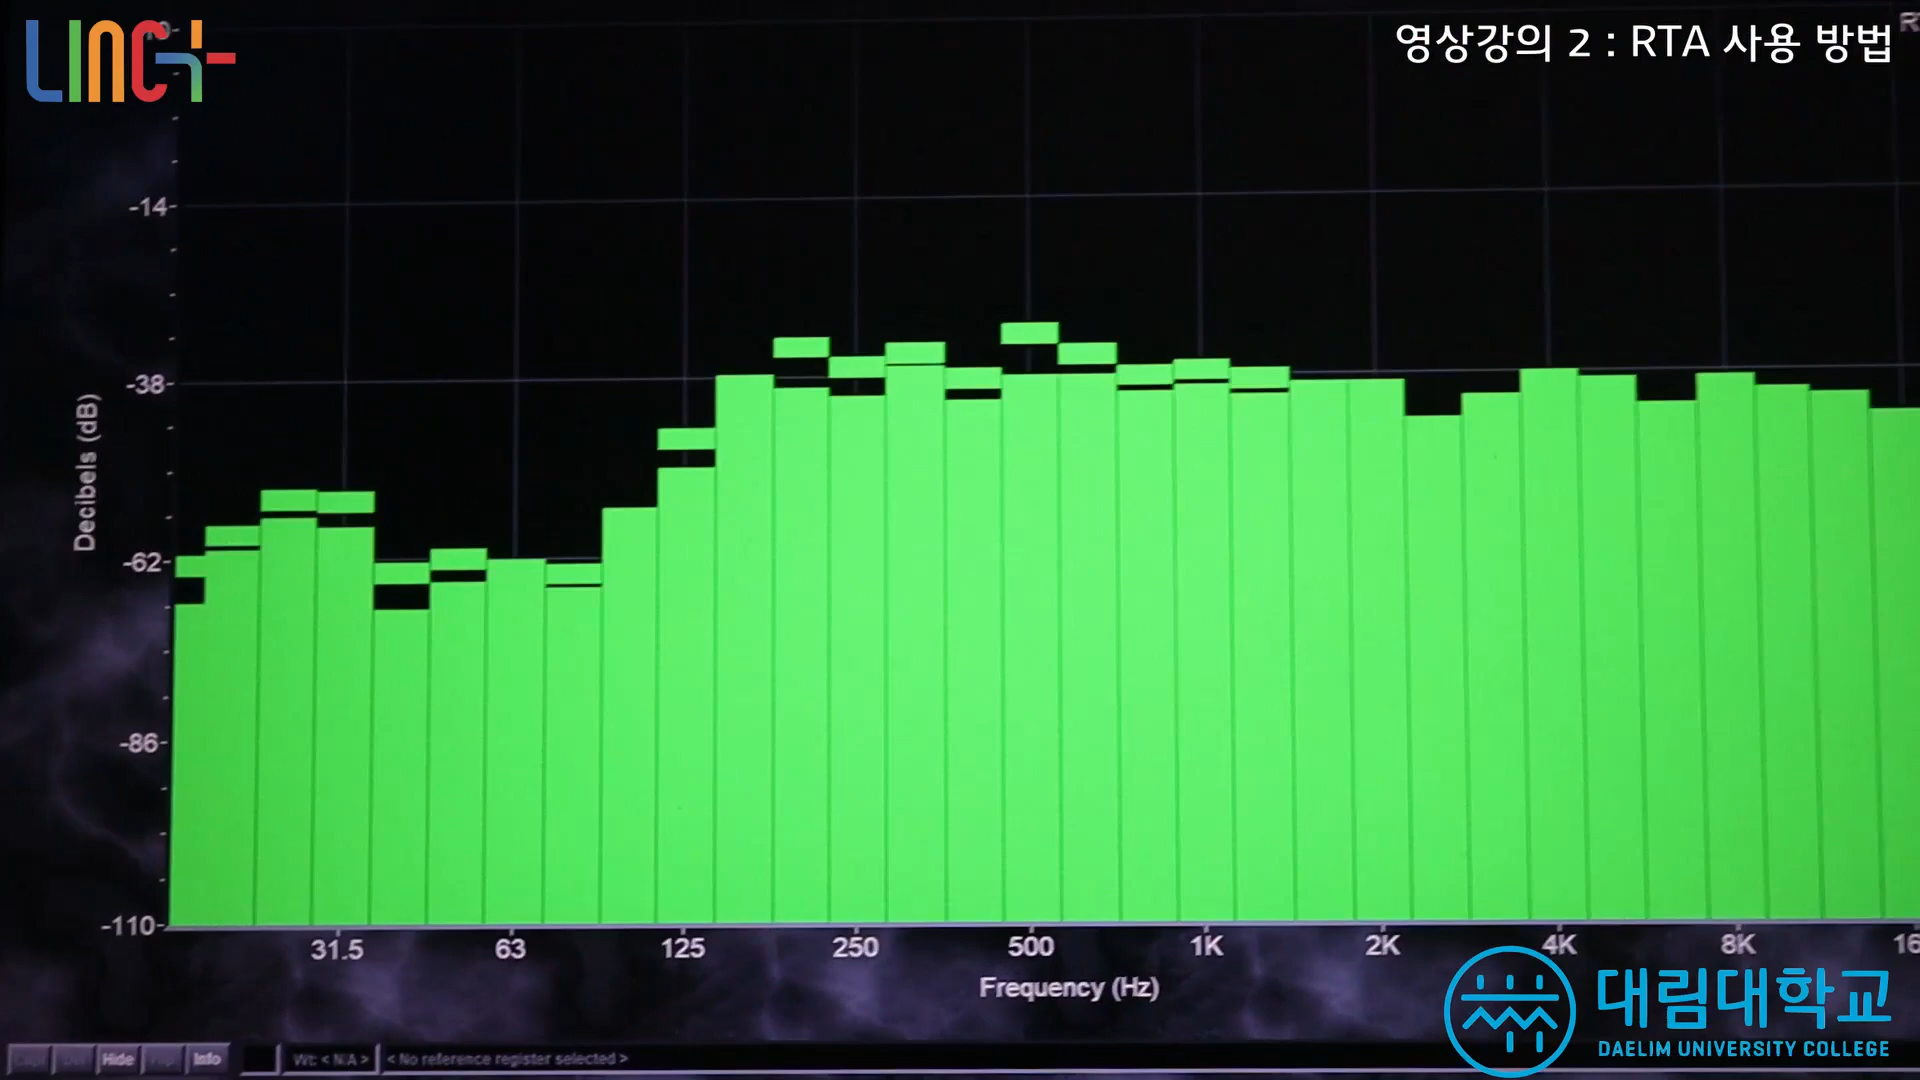 LINC+
영상강의 2 : RTA 사용 방법
-14
-38
-62
-86
-110
Decibels (dB)
31.5 63 125 250 500 1K 2K 4K 8K 16
Frequency (Hz)
Hide Info Wt: < N/A > < No reference register selected >
대림대학교
DAELIM UNIVERSITY COLLEGE